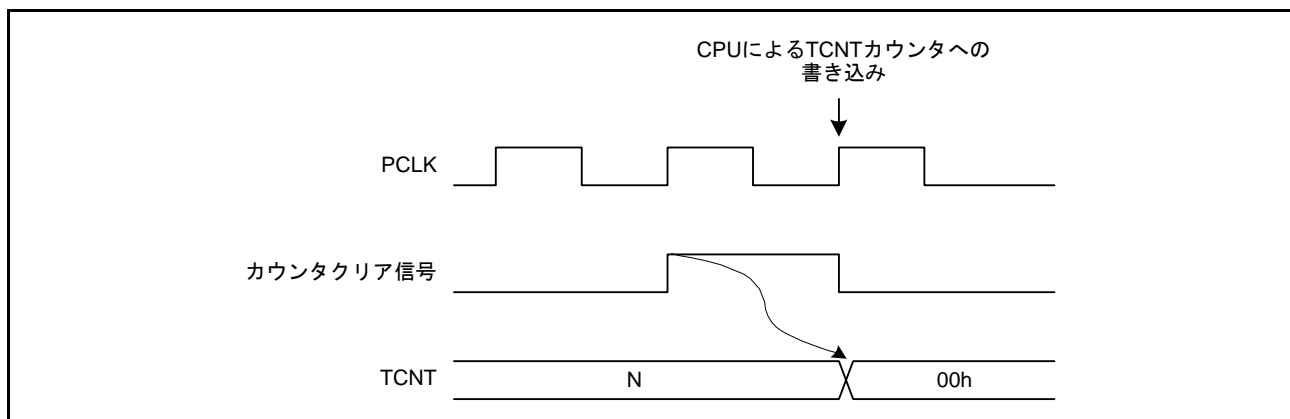 CPUによるTCNTカウンタへの
書き込み
PCLK
カウンタクリア信号
TCNT
N
00h